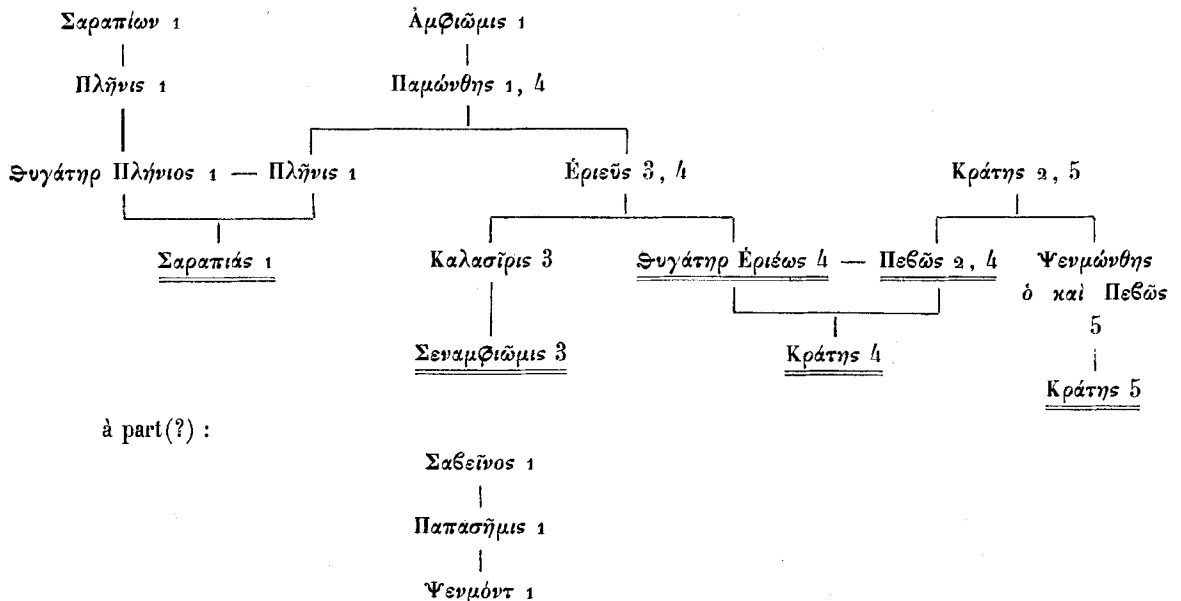 Σαραπίων 1 Ἀμφιῶμις 1
Πλῆνις 1 Παμώνθης 1, 4
Θυγάτηρ Πλήνιος 1 — Πλῆνις 1 Ἑριεῦς 3, 4 Κράτης 2, 5
Σαραπιάς 1 Καλασῖρις 3 Θυγάτηρ Ἑριέως 4 — Πεβῶς 2, 4 Ψενμώνθης
ὁ καὶ Πεβῶς
5
Σεναμφιῶμις 3 Κράτης 4
Κράτης 5
à part(?) :
Σαβεῖνος 1
Παπασῆμις 1
Ψενμόντ 1